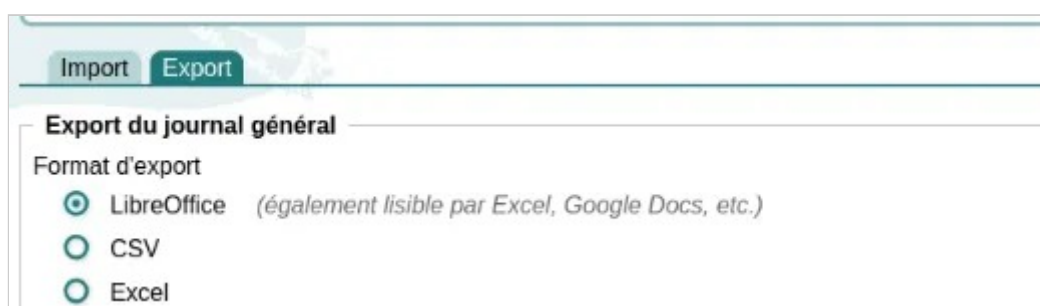 Import Export
Export du journal général
Format d'export
LibreOffice (également lisible par Excel, Google Docs, etc.)
CSV
Excel